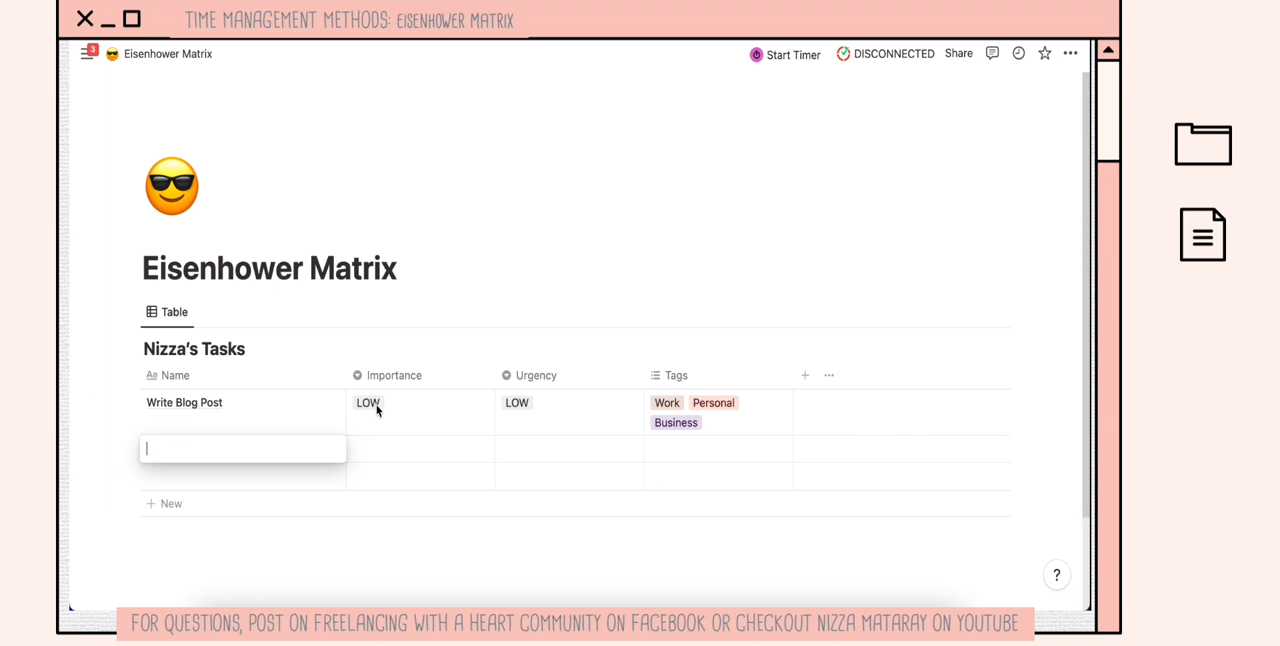 TIME MANAGEMENT METHODS: EISENHOWER MATRIX
3
Eisenhower Matrix
Start Timer
DISCONNECTED
Share
Eisenhower Matrix
Table
Nizza's Tasks
Aa Name
Importance
Urgency
Tags
Write Blog Post
LOW
LOW
Work Personal
Business
+ New
?
FOR QUESTIONS, POST ON FREELANCING WITH A HEART COMMUNITY ON FACEBOOK OR CHECKOUT NIZZA MATARAY ON YOUTUBE